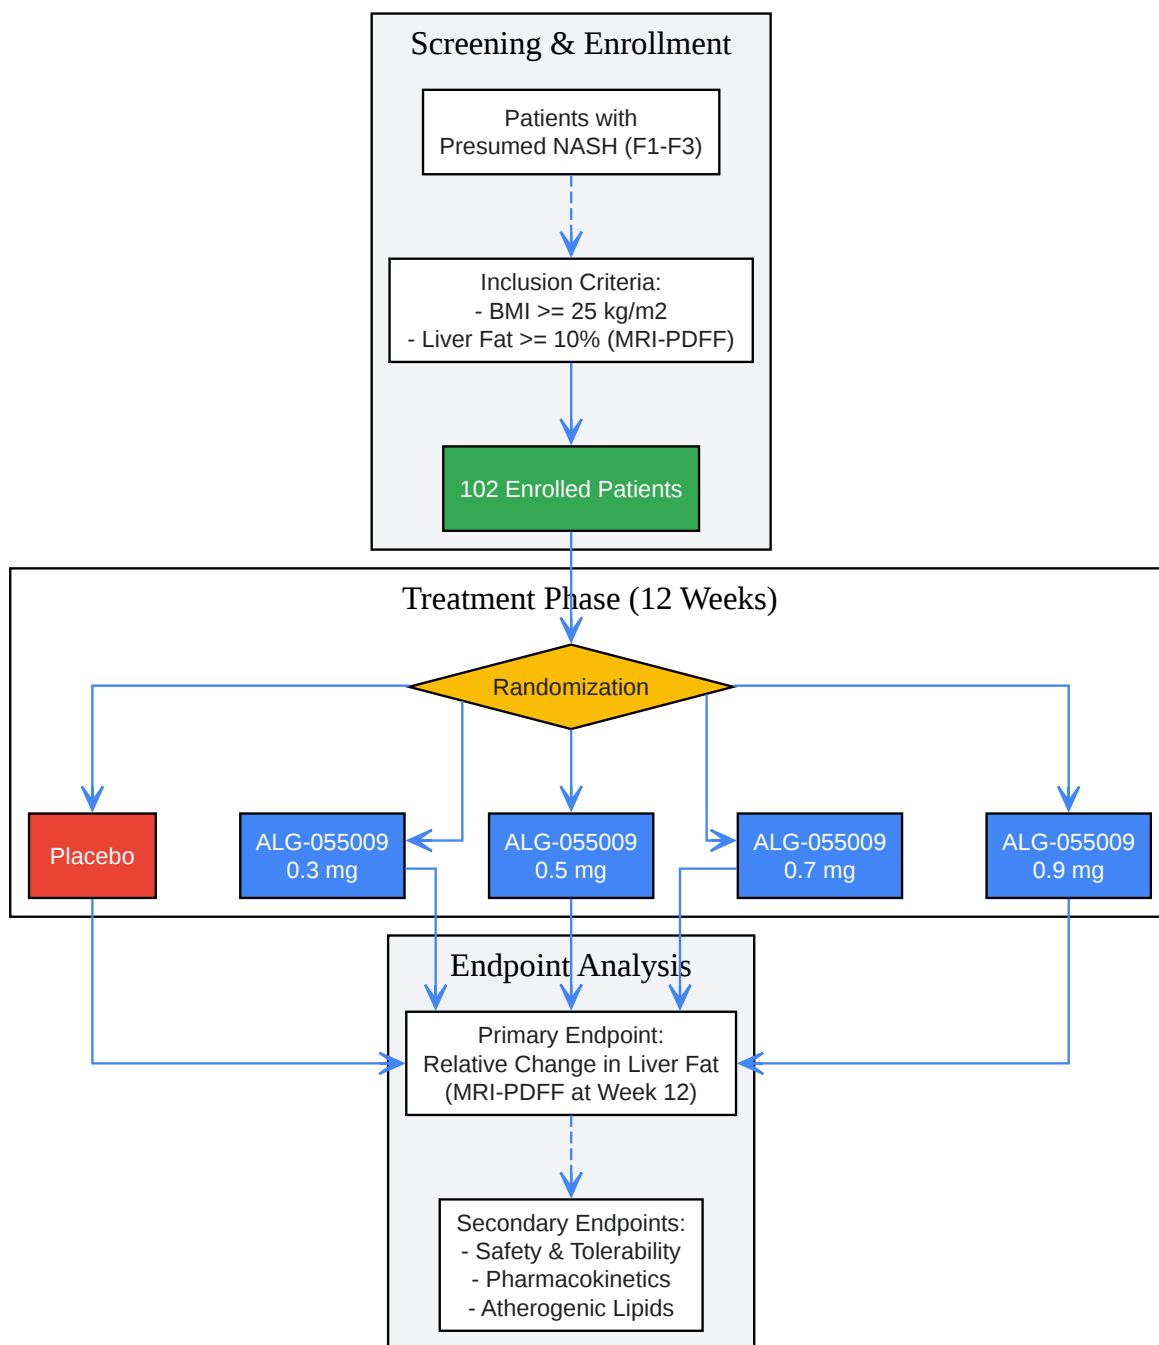 Screening & Enrollment
Patients with
Presumed NASH (F1-F3)
Inclusion Criteria:
- BMI >= 25 kg/m2
- Liver Fat >= 10% (MRI-PDFF)
102 Enrolled Patients
Treatment Phase (12 Weeks)
Randomization
Placebo
ALG-055009
0.3 mg
ALG-055009
0.5 mg
ALG-055009
0.7 mg
ALG-055009
0.9 mg
Endpoint Analysis
Primary Endpoint:
Relative Change in Liver Fat
(MRI-PDFF at Week 12)
Secondary Endpoints:
- Safety & Tolerability
- Pharmacokinetics
- Atherogenic Lipids